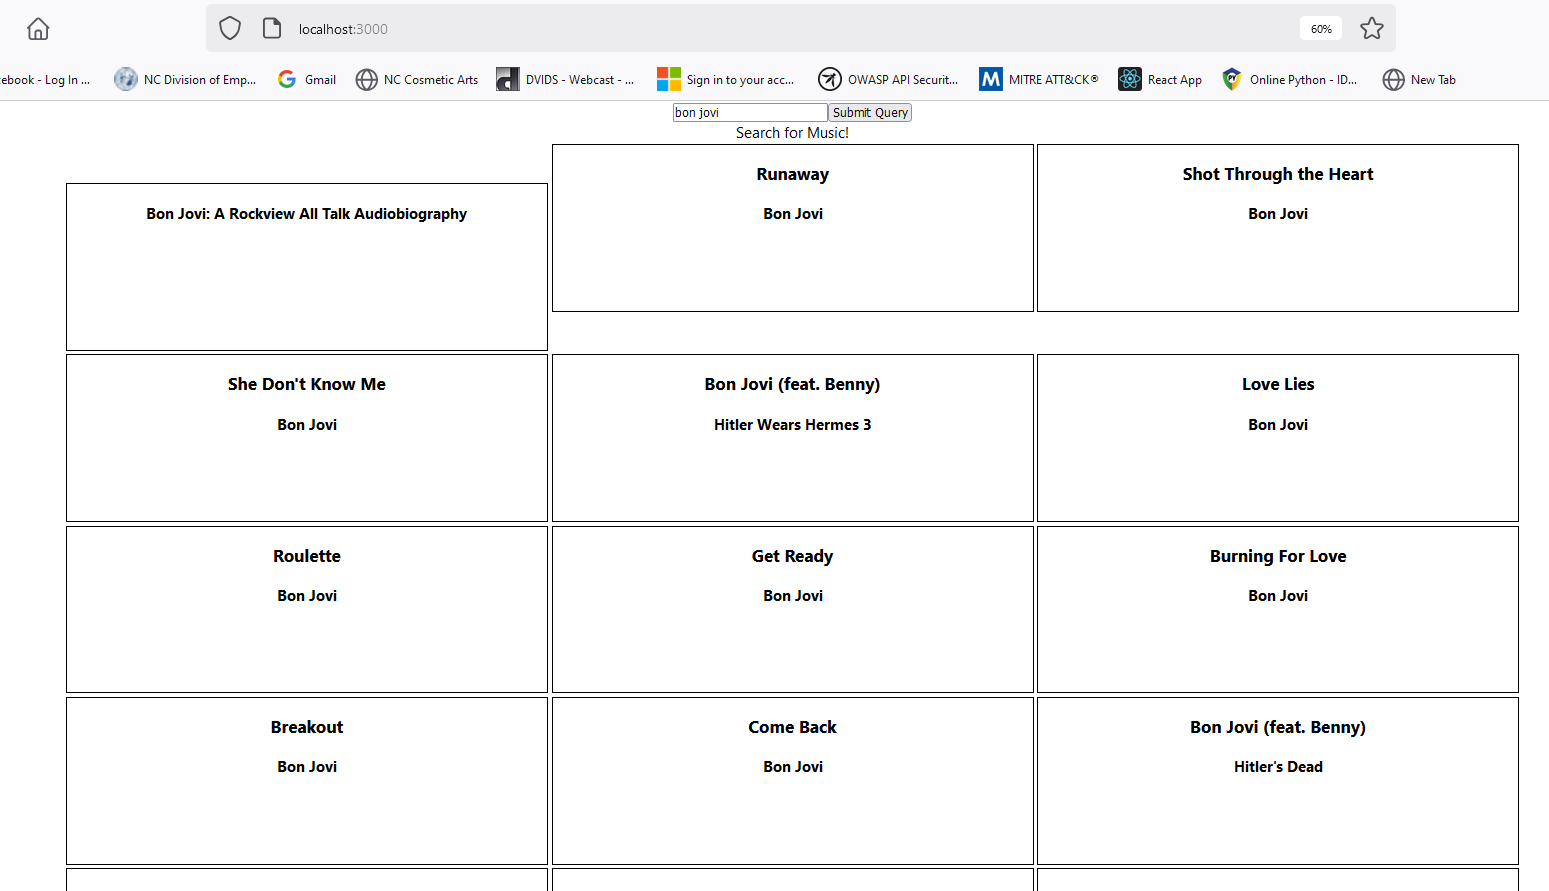 localhost:3000
60%
cebook - Log In ...
NC Division of Emp...
Gmail
NC Cosmetic Arts
DVIDS - Webcast - ...
Sign in to your acc...
OWASP API Securit...
M
MITRE ATT&CK®
React App
PY
Online Python - ID...
New Tab
bon jovi
Submit Query
Search for Music!
Bon Jovi: A Rockview All Talk Audiobiography
Runaway
Bon Jovi
Shot Through the Heart
Bon Jovi
She Don't Know Me
Bon Jovi
Bon Jovi (feat. Benny)
Hitler Wears Hermes 3
Love Lies
Bon Jovi
Roulette
Bon Jovi
Get Ready
Bon Jovi
Burning For Love
Bon Jovi
Breakout
Bon Jovi
Come Back
Bon Jovi
Bon Jovi (feat. Benny)
Hitler's Dead